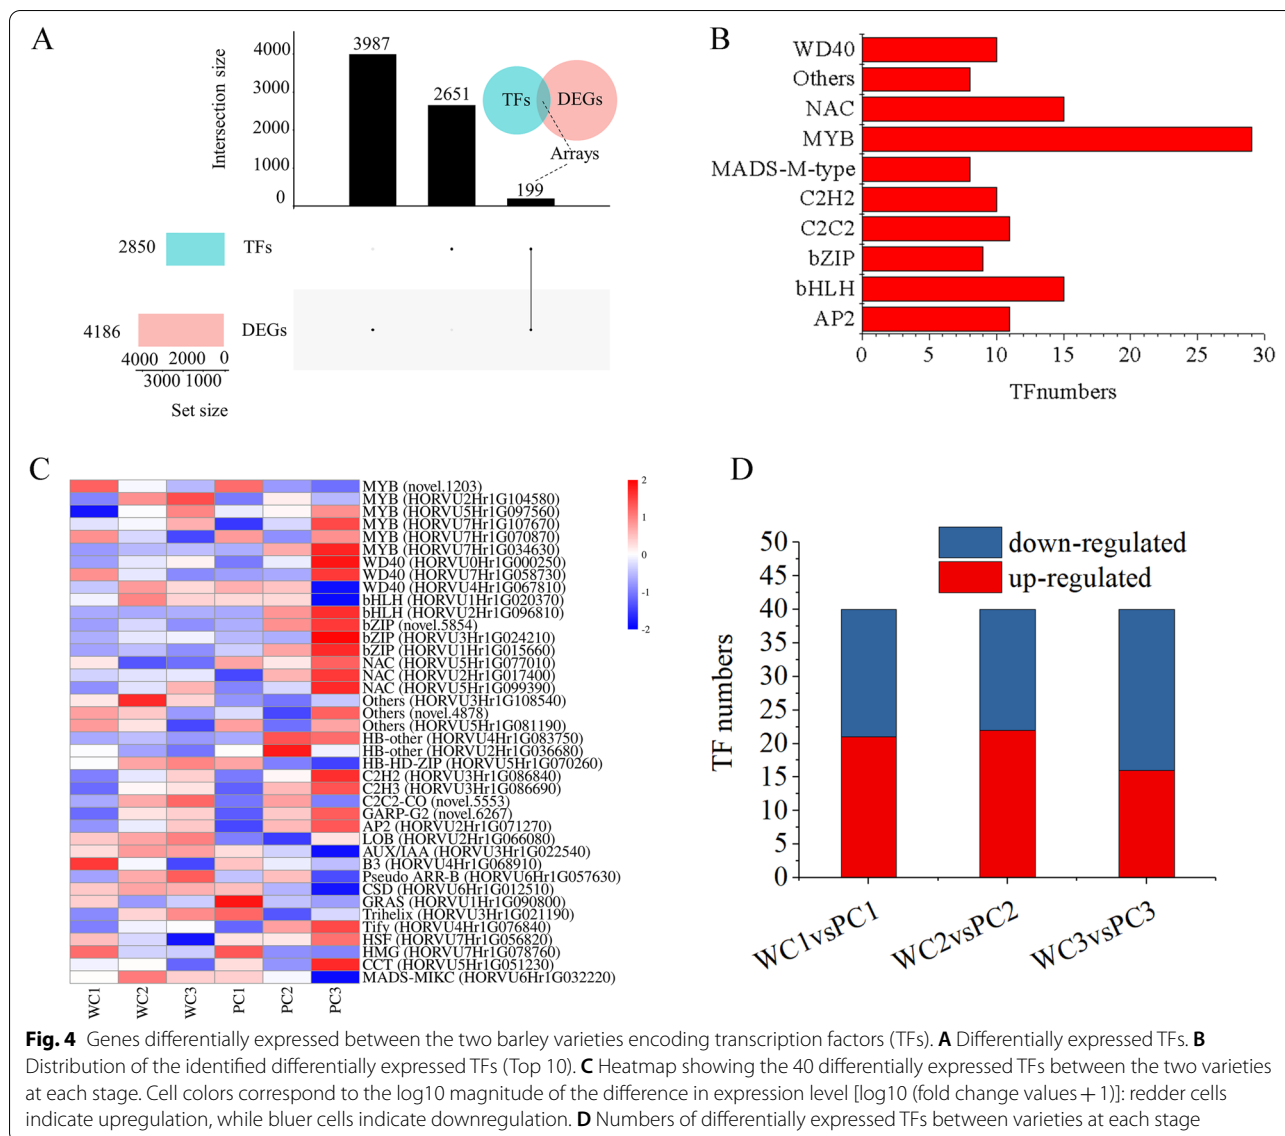 A
Intersection size
4000
3000
2000
1000
0
3987
2651
199
TFs
DEGs
Arrays
2850
TFs
4186
DEGs
4000 2000 0
3000 1000
Set size
B
WD40
Others
NAC
MYB
MADS-M-type
C2H2
C2C2
bZIP
bHLH
AP2
0 5 10 15 20 25 30
TFnumbers
C
MYB (novel.1203)
MYB (HORVU2Hr1G104580)
MYB (HORVU5Hr1G097560)
MYB (HORVU7Hr1G107670)
MYB (HORVU7Hr1G070870)
MYB (HORVU7Hr1G034630)
WD40 (HORVU0Hr1G000250)
WD40 (HORVU7Hr1G058730)
WD40 (HORVU4Hr1G067810)
bHLH (HORVU1Hr1G020370)
bHLH (HORVU2Hr1G096810)
bZIP (novel.5854)
bZIP (HORVU3Hr1G024210)
bZIP (HORVU1Hr1G015660)
NAC (HORVU5Hr1G077010)
NAC (HORVU2Hr1G017400)
NAC (HORVU5Hr1G099390)
Others (HORVU3Hr1G108540)
Others (novel.4878)
Others (HORVU5Hr1G081190)
HB-other (HORVU4Hr1G083750)
HB-other (HORVU2Hr1G036680)
HB-HD-ZIP (HORVU5Hr1G070260)
C2H2 (HORVU3Hr1G086840)
C2H3 (HORVU3Hr1G086690)
C2C2-CO (novel.5553)
GARP-G2 (novel.6267)
AP2 (HORVU2Hr1G071270)
LOB (HORVU2Hr1G066080)
AUX/IAA (HORVU3Hr1G022540)
B3 (HORVU4Hr1G068910)
Pseudo ARR-B (HORVU6Hr1G057630)
CSD (HORVU6Hr1G012510)
GRAS (HORVU1Hr1G090800)
Trihelix (HORVU3Hr1G021190)
Tify (HORVU4Hr1G076840)
HSF (HORVU7Hr1G056820)
HMG (HORVU7Hr1G078760)
CCT (HORVU5Hr1G051230)
MADS-MIKC (HORVU6Hr1G032220)
WC1 WC2 WC3 PC1 PC2 PC3
2
1
0
-1
-2
D
down-regulated
up-regulated
TF numbers
50
45
40
35
30
25
20
15
10
5
0
WC1vsPC1 WC2vsPC2 WC3vsPC3
Fig. 4 Genes differentially expressed between the two barley varieties encoding transcription factors (TFs). A Differentially expressed TFs. B
Distribution of the identified differentially expressed TFs (Top 10). C Heatmap showing the 40 differentially expressed TFs between the two varieties
at each stage. Cell colors correspond to the log10 magnitude of the difference in expression level [log10 (fold change values + 1)]: redder cells
indicate upregulation, while bluer cells indicate downregulation. D Numbers of differentially expressed TFs between varieties at each stage